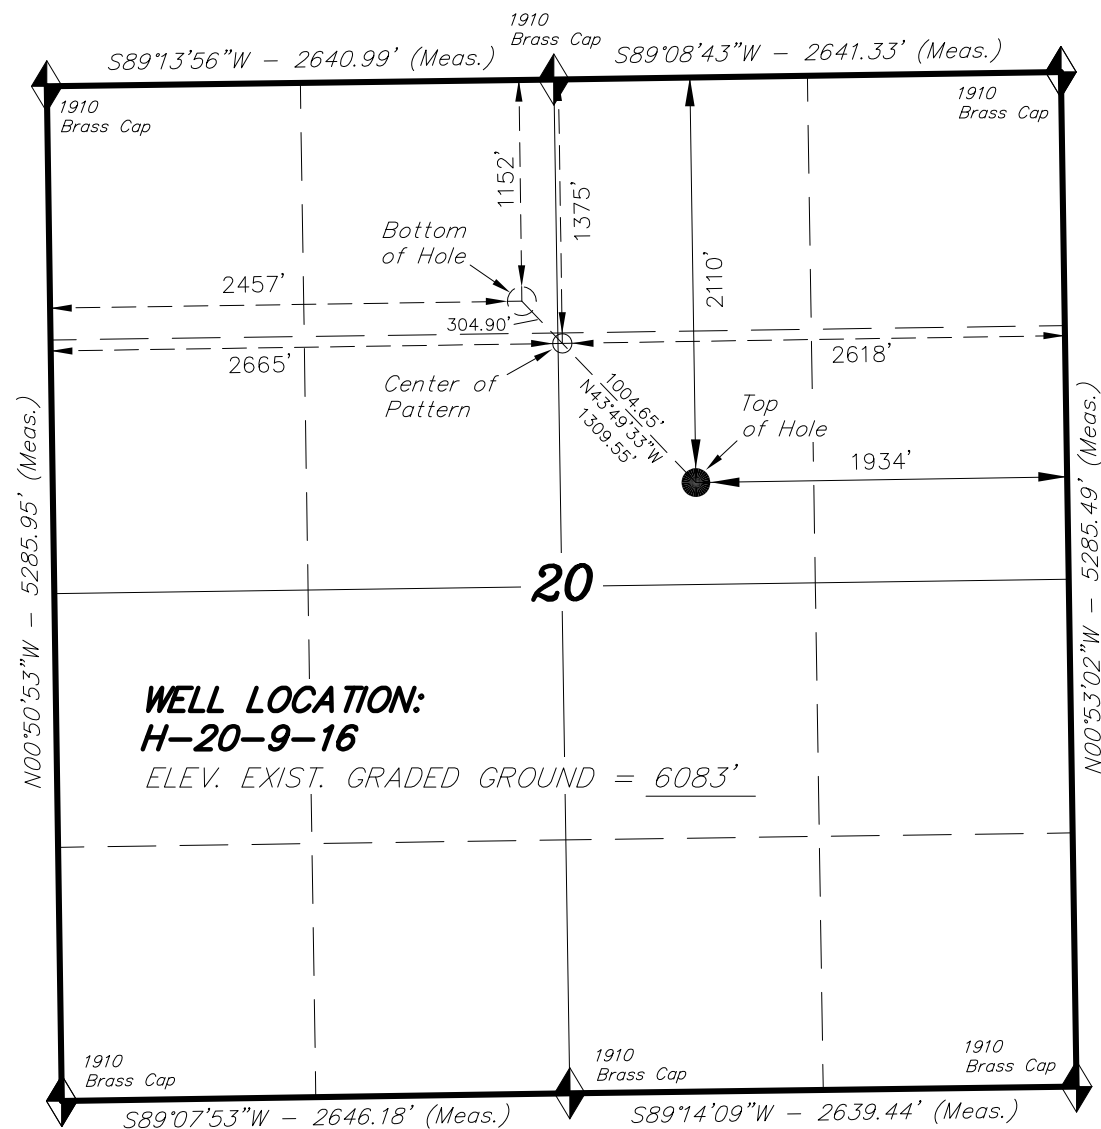 1910
Brass Cap
S89°13'56"W - 2640.99' (Meas.)
S89°08'43"W - 2641.33' (Meas.)
1910
Brass Cap
1910
Brass Cap
1152'
1375'
2110'
Bottom
of Hole
2457'
304.90'
2665'
2618'
Center of
Pattern
1004.65'
N43°49'33"W
1309.55'
Top
of Hole
1934'
N00°50'53"W - 5285.95' (Meas.)
N00°53'02"W - 5285.49' (Meas.)
20
WELL LOCATION:
H-20-9-16
ELEV. EXIST. GRADED GROUND = 6083'
1910
Brass Cap
1910
Brass Cap
1910
Brass Cap
S89°07'53"W - 2646.18' (Meas.)
S89°14'09"W - 2639.44' (Meas.)